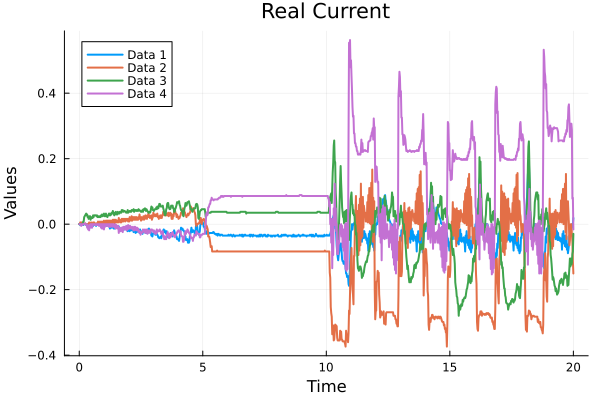 Real Current
Data 1
Data 2
Data 3
Data 4
Values
0.4
0.2
0.0
−0.2
−0.4
0
5
10
15
20
Time